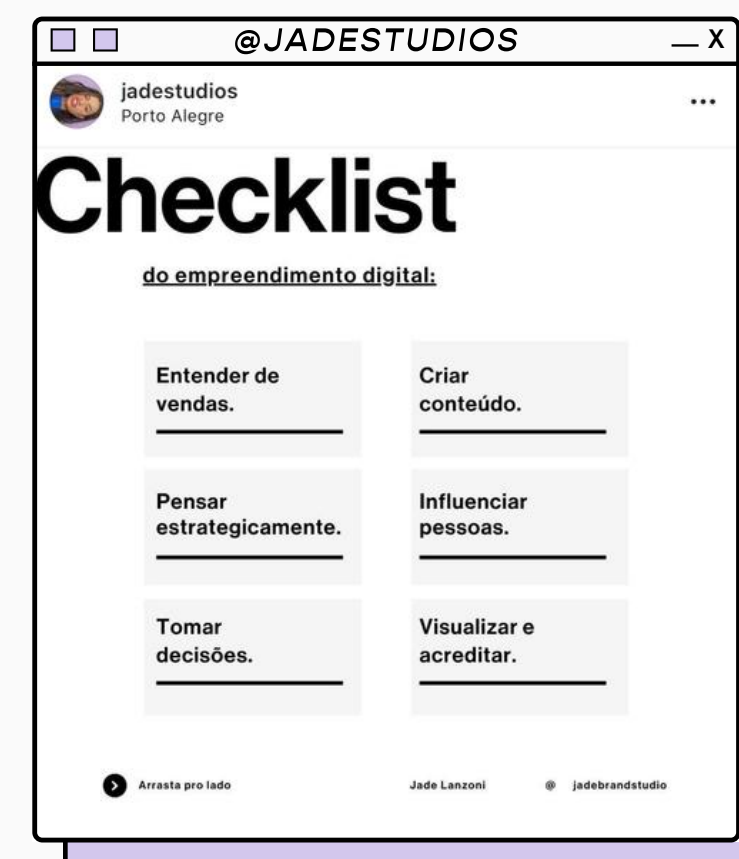 @JADESTUDIOS
— X
jadestudios
Porto Alegre
...
Checklist
do empreendimento digital:
Entender de
vendas.
Criar
conteúdo.
Pensar
estrategicamente.
Influenciar
pessoas.
Tomar
decisões.
Visualizar e
acreditar.
Arrasta pro lado
Jade Lanzoni
@ jadebrandstudio